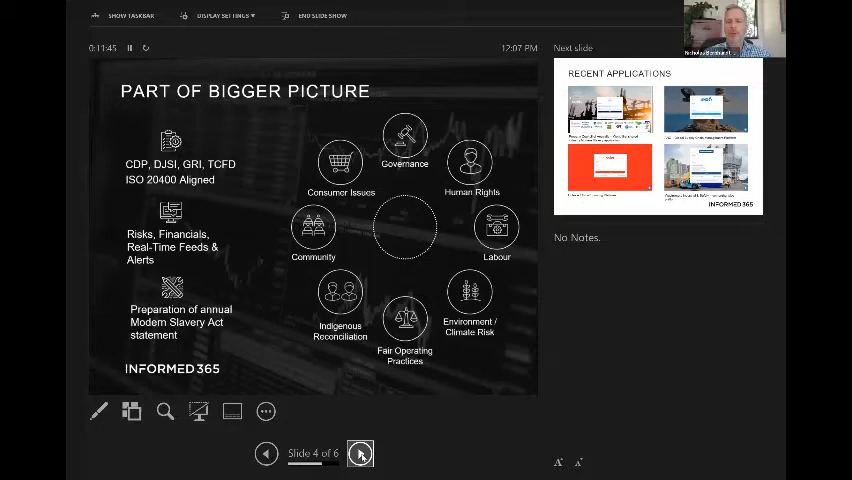 SHOW TASKBAR
DISPLAY SETTINGS ▾
END SLIDE SHOW
0:11:45
12:07 PM
Next slide
PART OF BIGGER PICTURE
CDP, DJSI, GRI, TCFD
ISO 20400 Aligned
Risks, Financials,
Real-Time Feeds &
Alerts
Preparation of annual
Modern Slavery Act
statement
INFORMED 365
Governance
Human Rights
Labour
Environment /
Climate Risk
Fair Operating
Practices
Indigenous
Reconciliation
Community
Consumer Issues
RECENT APPLICATIONS
INFORMED 365
No Notes.
Slide 4 of 6
A A
Nicholas Bernhardt